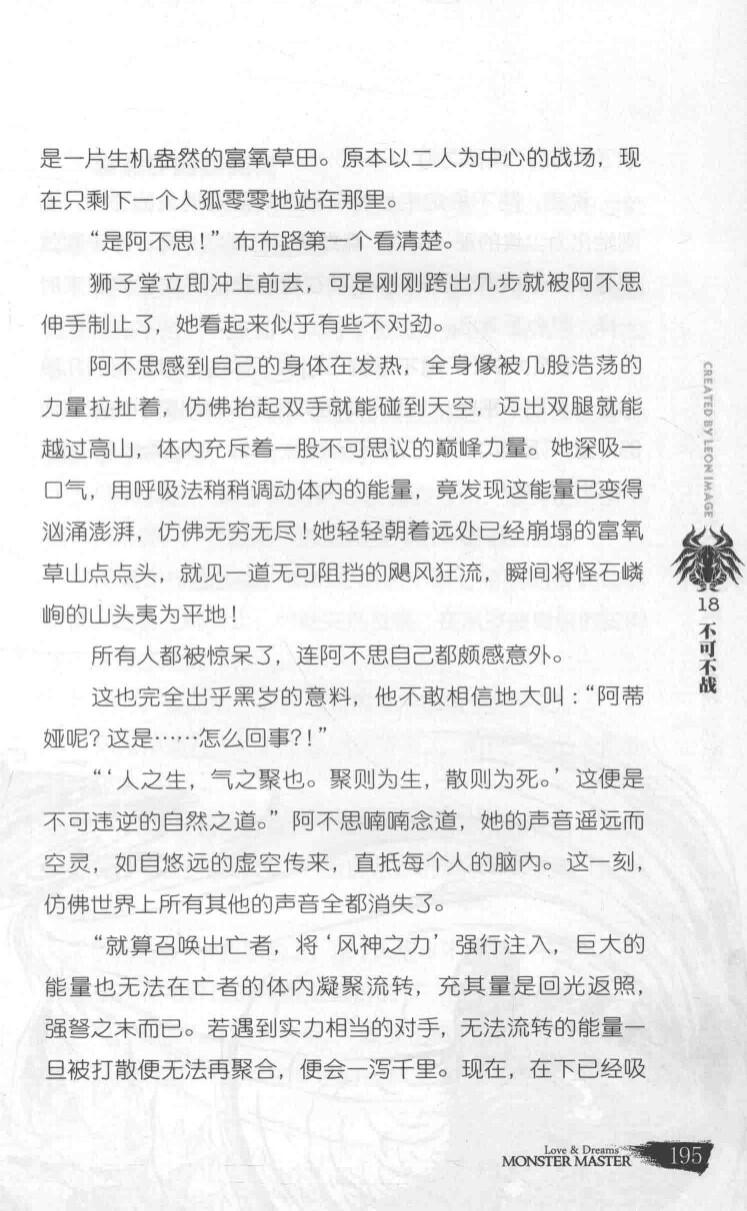 是一片生机盎然的富氧草田。原本以二人为中心的战场，现
在只剩下一个人孤零零地站在那里。
“是阿不思！”布布路第一个看清楚。
狮子堂立即冲上前去，可是刚刚跨出几步就被阿不思
伸手制止了，她看起来似乎有些不对劲。
阿不思感到自己的身体在发热，全身像被几股浩荡的
力量拉扯着，仿佛抬起双手就能碰到天空，迈出双腿就能
越过高山，体内充斥着一股不可思议的巅峰力量。她深吸一
口气，用呼吸法稍稍调动体内的能量，竟发现这能量已变得
汹涌澎湃，仿佛无穷无尽！她轻轻朝着远处已经崩塌的富氧
草山点点头，就见一道无可阻挡的飓风狂流，瞬间将怪石嶙
峋的山头夷为平地！
所有人都被惊呆了，连阿不思自己都颇感意外。
这也完全出乎黑岁的意料，他不敢相信地大叫：“阿蒂
娅呢？这是……怎么回事？！”
“‘人之生，气之聚也。聚则为生，散则为死。’这便是
不可违逆的自然之道。”阿不思喃喃念道，她的声音遥远而
空灵，如自悠远的虚空传来，直抵每个人的脑内。这一刻，
仿佛世界上所有其他的声音全都消失了。
“就算召唤出亡者，将‘风神之力’强行注入，巨大的
能量也无法在亡者的体内凝聚流转，充其量是回光返照，
强弩之末而已。若遇到实力相当的对手，无法流转的能量一
旦被打散便无法再聚合，便会一泻千里。现在，在下已经吸
CREATED BY LEON IMAGE
18
不可不战
Love & Dreams
MONSTER MASTER
195